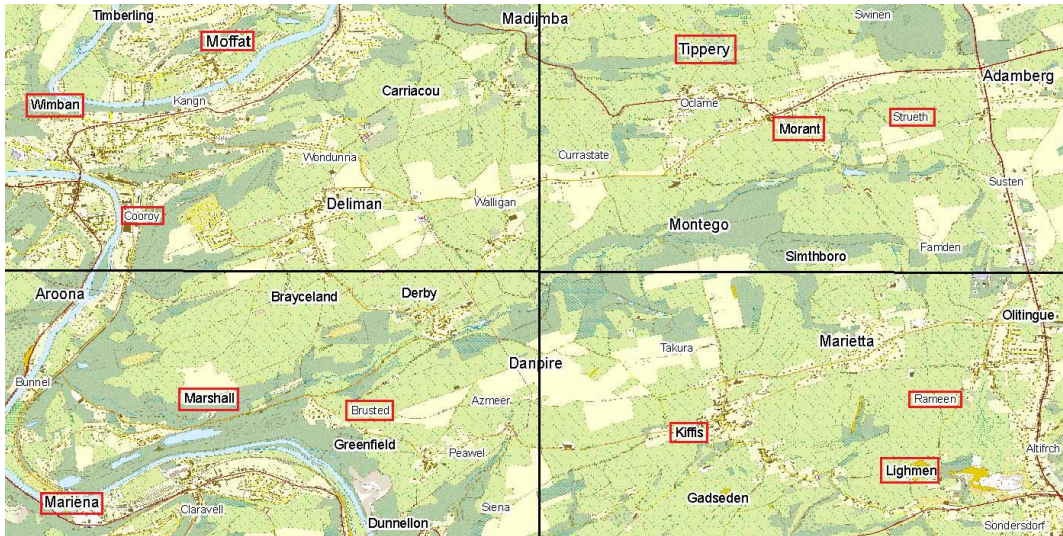 Timberling
Madijmba
Swinen
Moffat
Tippery
Adamberg
Carriacou
Wimban
Kangn
Oclame
Strueth
Morant
Wondunna
Currastate
Susten
Deliman
Walligan
Cooroy
Montego
Famden
Simthboro
Aroona
Brayceland
Derby
Olitingue
Marietta
Takura
Danpire
Bunnel
Marshall
Azmeer
Rameen
Brusted
Kiffis
Greenfield
Peawel
Altifrch
Lighmen
Mariena
Gadseden
Claravell
Siena
Dunnellon
Sondersdorf